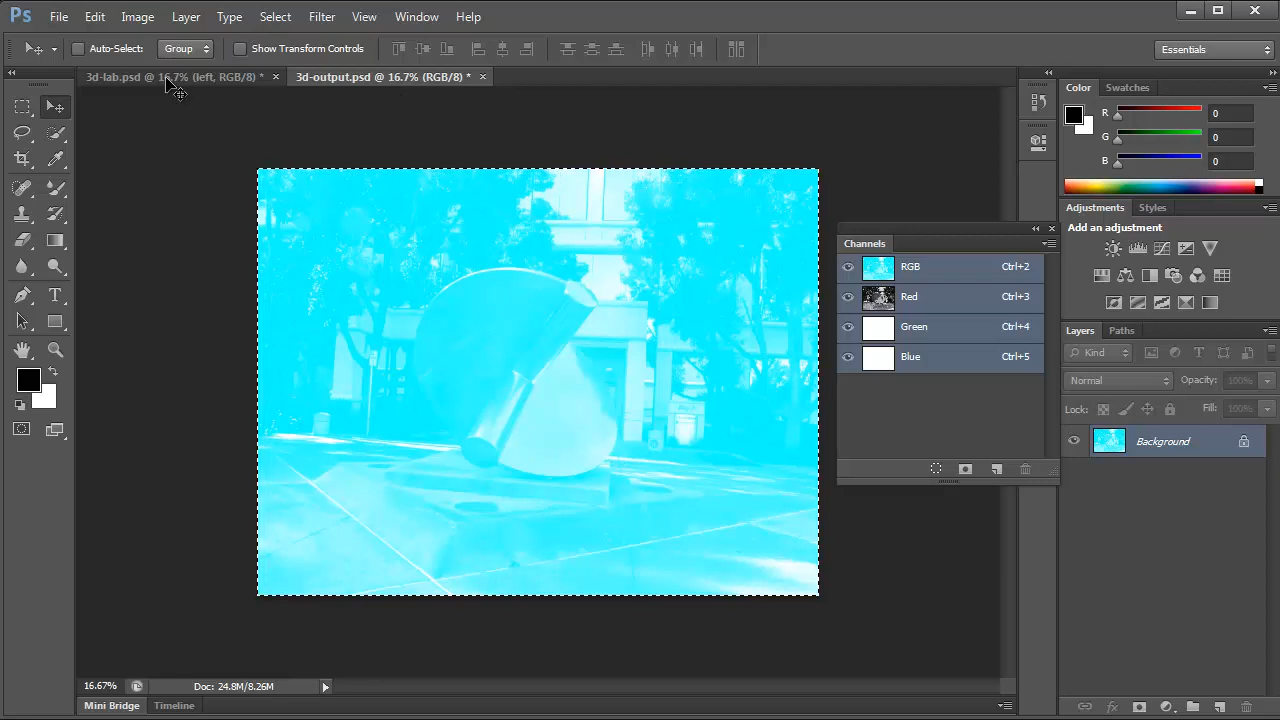 Ps File Edit Image Layer Type Select Filter View Window Help
Auto-Select: Group Show Transform Controls Essentials
3d-lab.psd @ 16.7% (left, RGB/8) * 3d-output.psd @ 16.7% (RGB/8) *
Color Swatches
R 0
G 0
B 0
Adjustments Styles
Add an adjustment
Channels
RGB Ctrl+2
Red Ctrl+3
Green Ctrl+4
Blue Ctrl+5
Layers Paths
Kind
Normal Opacity: 100%
Lock: Fill: 100%
Background
16.67% Doc: 24.8M/8.26M
Mini Bridge Timeline